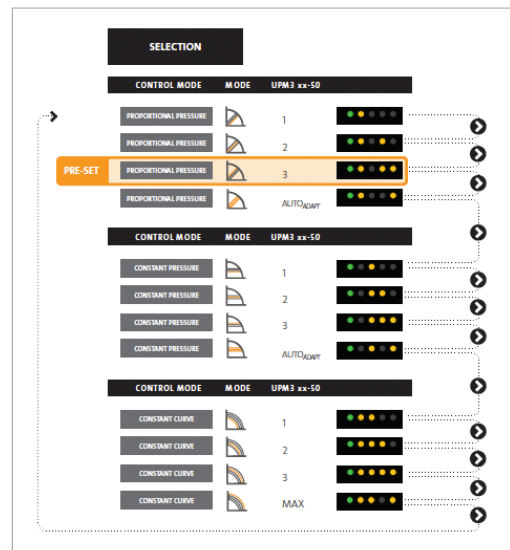 SELECTION
CONTROL MODE MODE UPM3 xx-50
PROPORTIONAL PRESSURE 1
PROPORTIONAL PRESSURE 2
PRE-SET PROPORTIONAL PRESSURE 3
PROPORTIONAL PRESSURE AUTOADAPT
CONTROL MODE MODE UPM3 xx-50
CONSTANT PRESSURE 1
CONSTANT PRESSURE 2
CONSTANT PRESSURE 3
CONSTANT PRESSURE AUTOADAPT
CONTROL MODE MODE UPM3 xx-50
CONSTANT CURVE 1
CONSTANT CURVE 2
CONSTANT CURVE 3
CONSTANT CURVE MAX